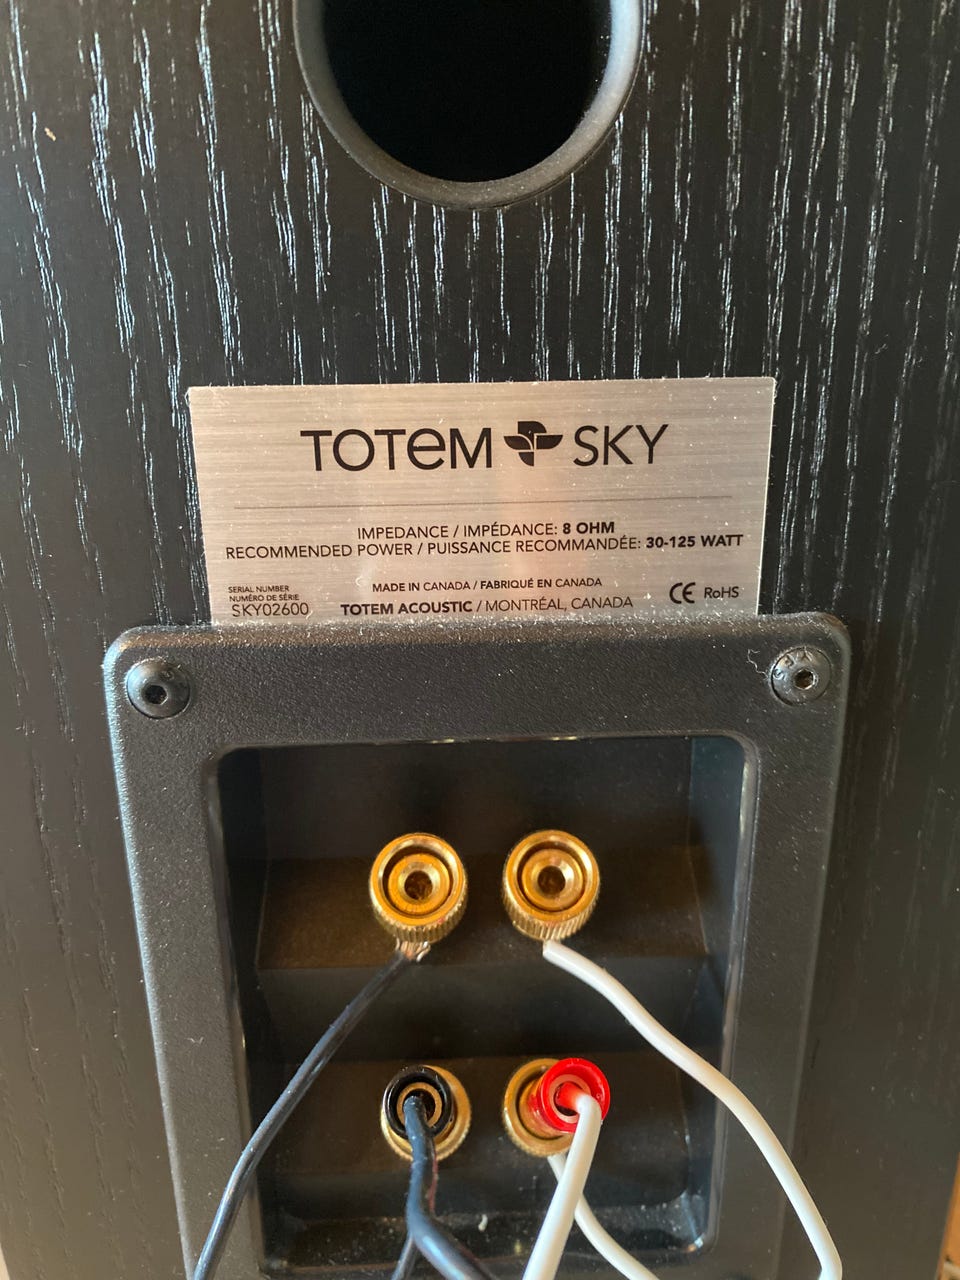 TOTEM SKY
IMPEDANCE / IMPÉDANCE: 8 OHM
RECOMMENDED POWER / PUISSANCE RECOMMANDÉE: 30-125 WATT
SERIAL NUMBER
NUMÉRO DE SÉRIE
SKY02600
MADE IN CANADA / FABRIQUÉ EN CANADA
TOTEM ACOUSTIC / MONTRÉAL, CANADA
CE RoHS